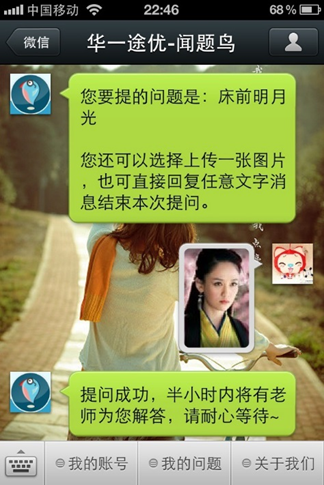 中国移动 22:46 68%
微信 华一途优-闻题鸟
您要提的问题是：床前明月
光
您还可以选择上传一张图片
，也可直接回复任意文字消
息结束本次提问。
提问成功，半小时内将有老
师为您解答，请耐心等待~
我的账号 我的问题 关于我们